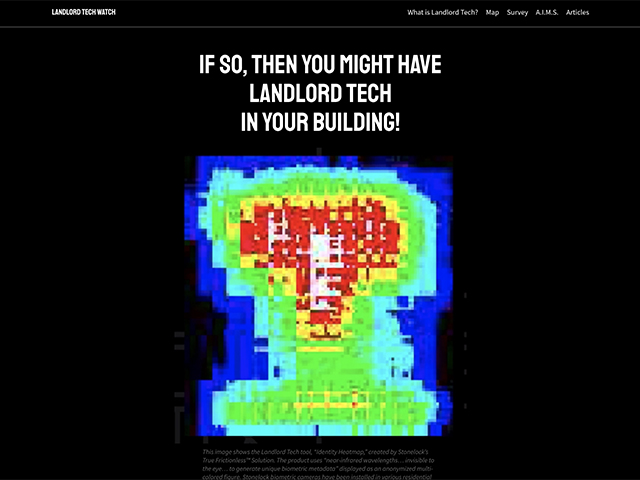 LANDLORD TECH WATCH
What is Landlord Tech? Map Survey A.I.M.S. Articles
IF SO, THEN YOU MIGHT HAVE
LANDLORD TECH
IN YOUR BUILDING!
This image shows the Landlord Tech tool, "Identity Heatmap," created by Stonelock's
True Frictionless™ Solution. The product uses "near-infrared wavelengths. . . invisible to
the eye. . . to generate unique biometric metadata" displayed as an anonymized multi-
colored figure. Stonelock biometric cameras have been installed in various residential